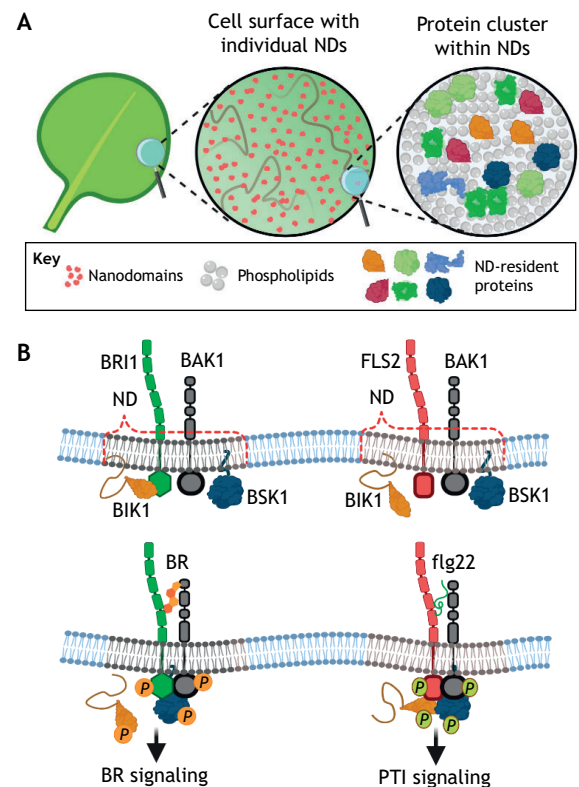 A
Cell surface with
individual NDs
Protein cluster
within NDs
Key
Nanodomains
Phospholipids
ND-resident
proteins
B
BRI1
BAK1
ND
BIK1
BSK1
FLS2
BAK1
ND
BIK1
BSK1
BR
P
P
P
P
BR signaling
flg22
P
P
P
P
PTI signaling